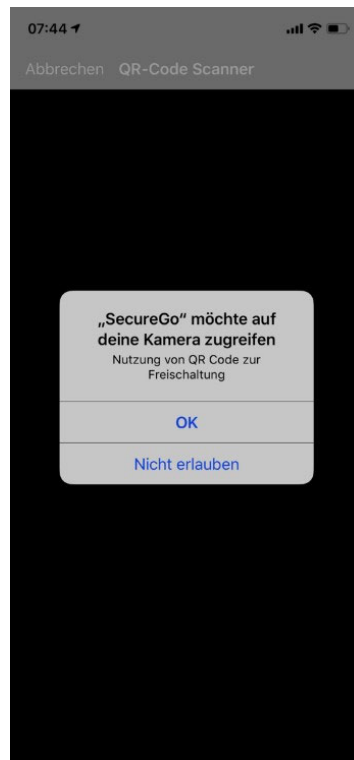 07:44
Abbrechen QR-Code Scanner
„SecureGo“ möchte auf
deine Kamera zugreifen
Nutzung von QR Code zur
Freischaltung
OK
Nicht erlauben